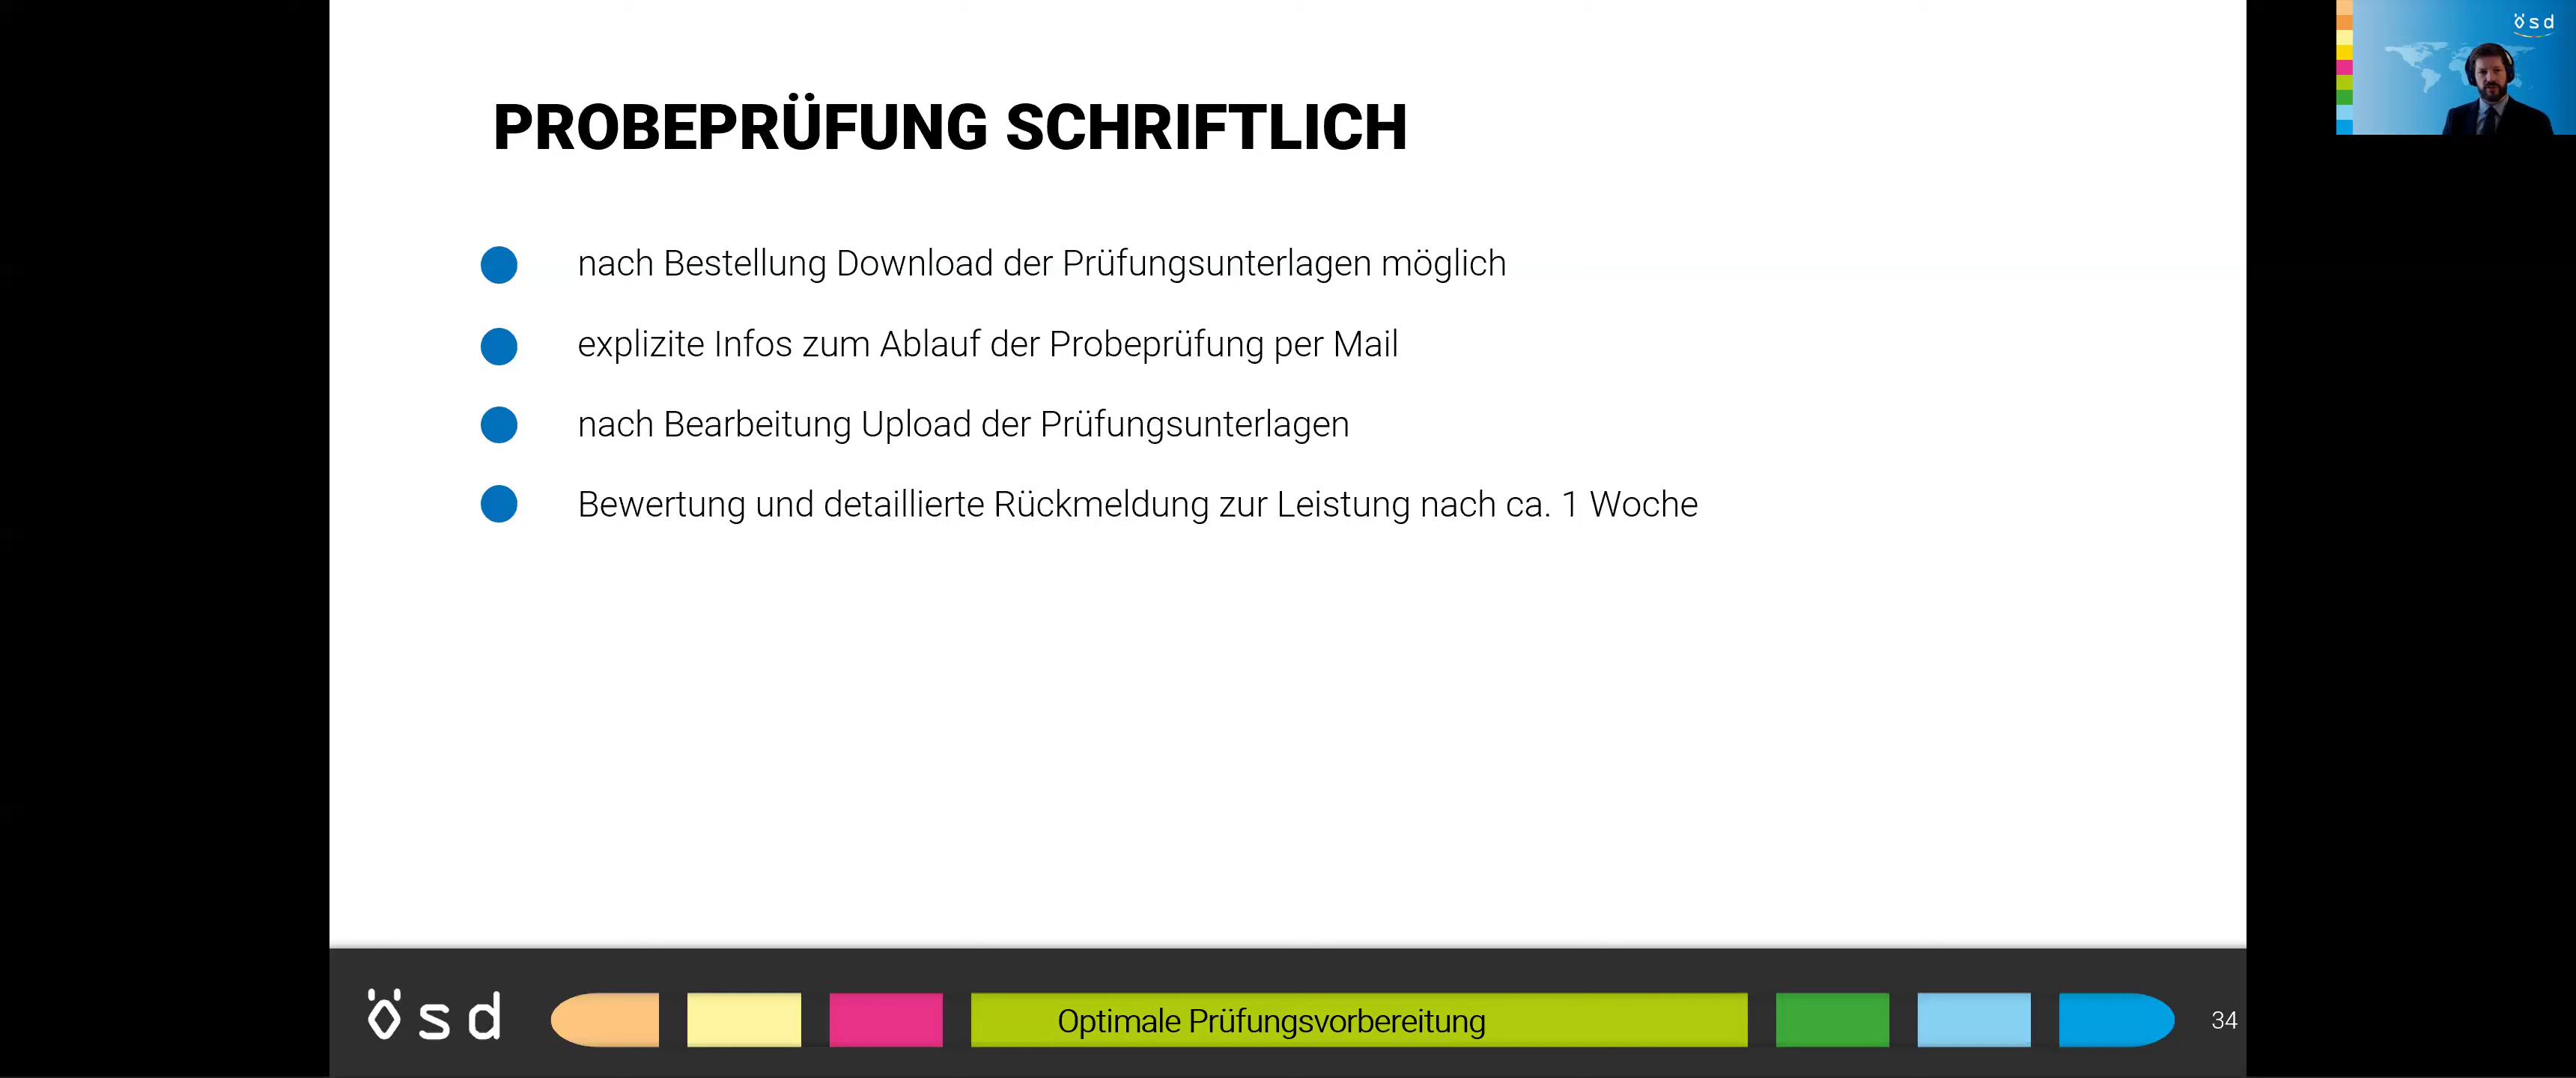 ösd
PROBEPRÜFUNG SCHRIFTLICH
nach Bestellung Download der Prüfungsunterlagen möglich
explizite Infos zum Ablauf der Probeprüfung per Mail
nach Bearbeitung Upload der Prüfungsunterlagen
Bewertung und detaillierte Rückmeldung zur Leistung nach ca. 1 Woche
ösd
Optimale Prüfungsvorbereitung
34